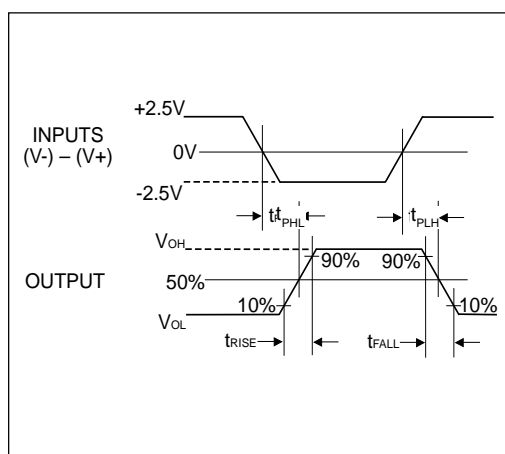 +2.5V
INPUTS
(V-) – (V+)
0V
-2.5V
tPHL
tPLH
VOH
90%
90%
OUTPUT
50%
10%
10%
VOL
tRISE
tFALL